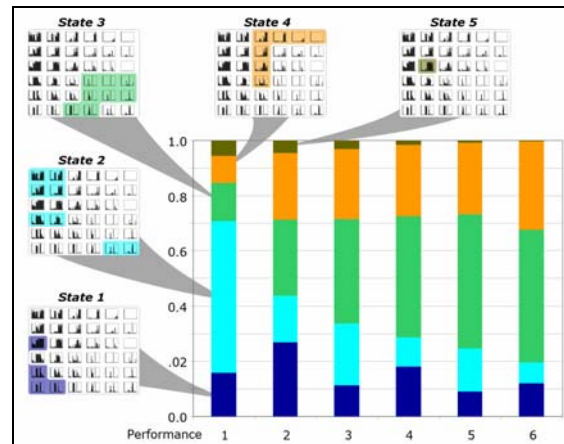 State 3
State 4
State 5
State 2
State 1
1.0
0.8
0.6
0.4
.02
0.0
Performance 1 2 3 4 5 6